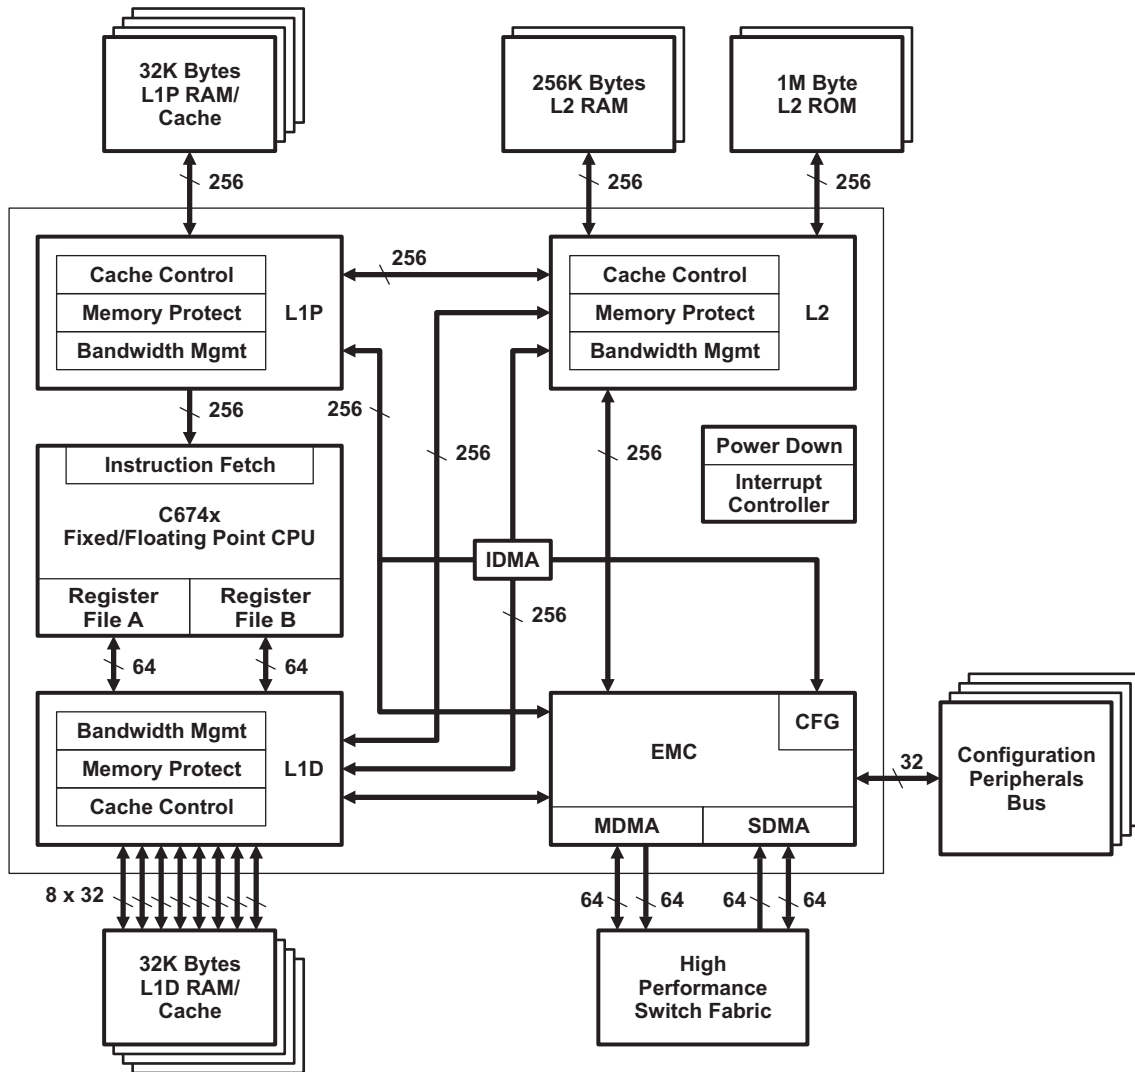 32K Bytes
L1P RAM/
Cache
256K Bytes
L2 RAM
1M Byte
L2 ROM
256
256
256
Cache Control
Memory Protect
Bandwidth Mgmt
L1P
256
Cache Control
Memory Protect
Bandwidth Mgmt
L2
256
256
256
256
Instruction Fetch
C674x
Fixed/Floating Point CPU
Register
File A
Register
File B
Power Down
Interrupt
Controller
IDMA
256
64
64
Bandwidth Mgmt
Memory Protect
Cache Control
L1D
EMC
CFG
MDMA
SDMA
32
Configuration
Peripherals
Bus
8 x 32
64
64
64
64
32K Bytes
L1D RAM/
Cache
High
Performance
Switch Fabric